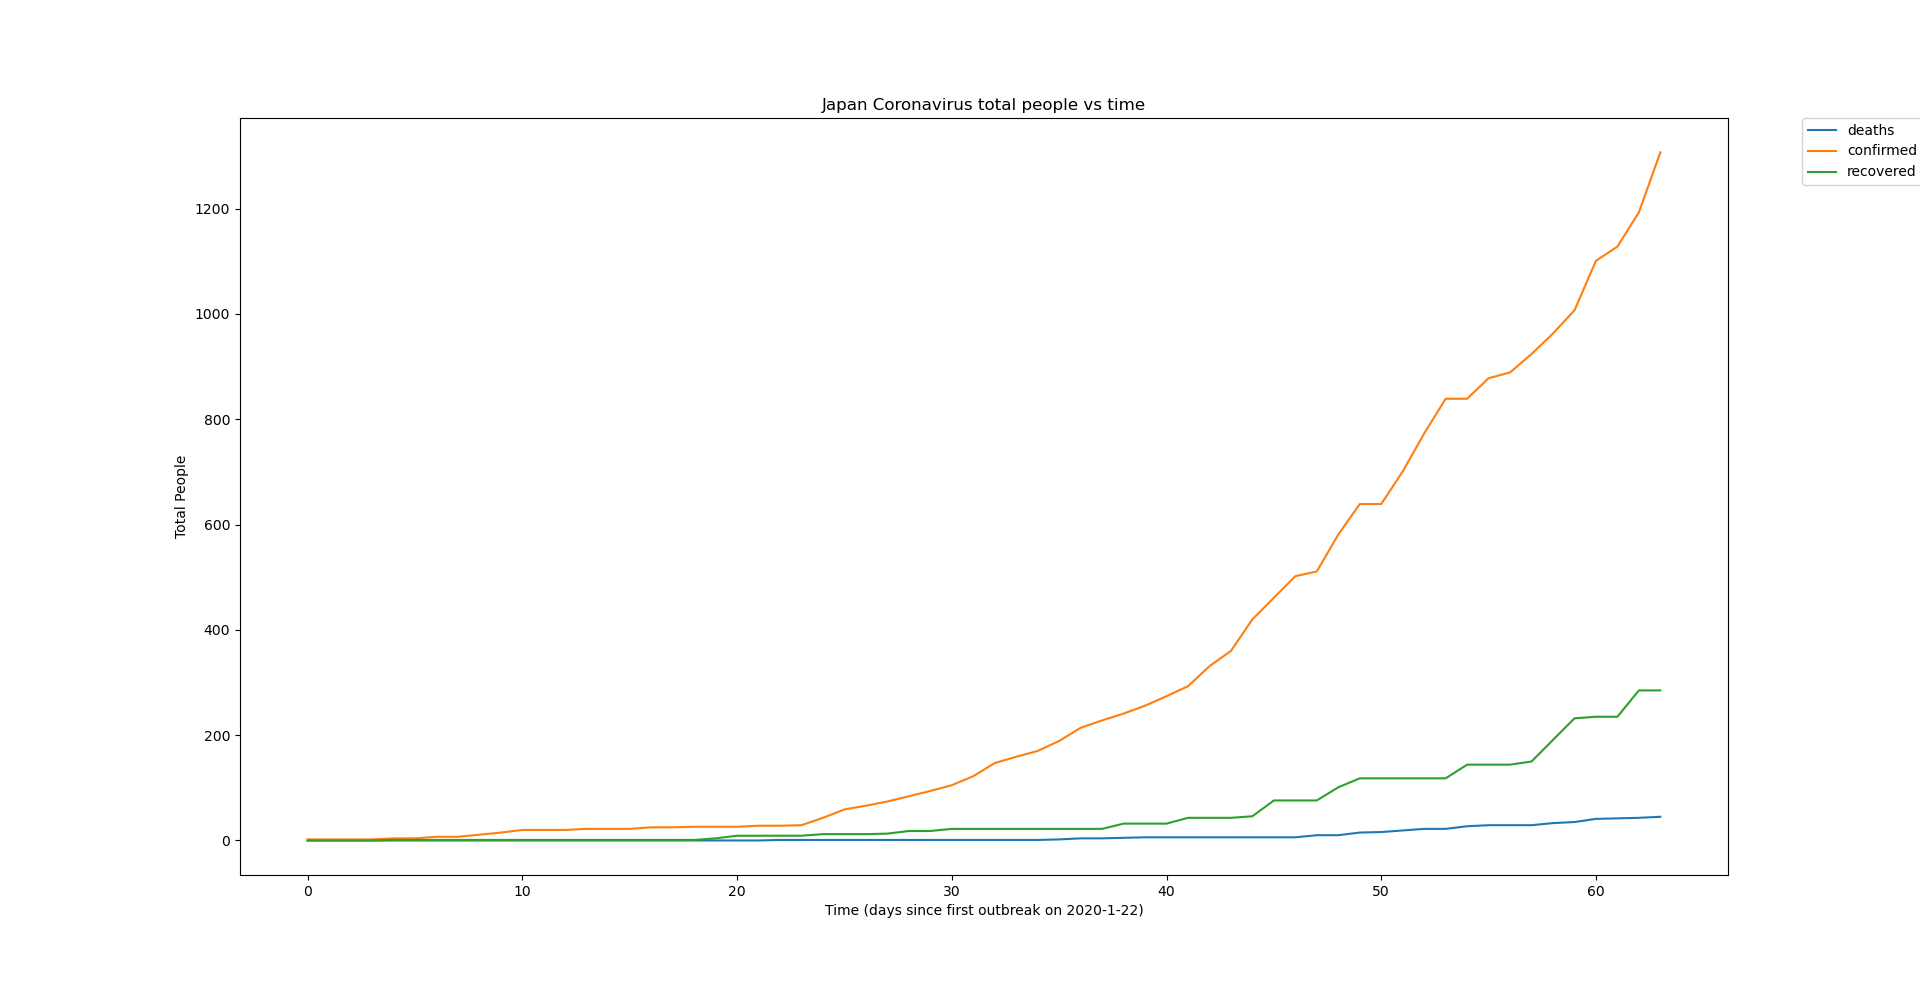 Japan Coronavirus total people vs time
deaths
confirmed
recovered
1200
1000
800
600
400
200
0
Total People
0 10 20 30 40 50 60
Time (days since first outbreak on 2020-1-22)